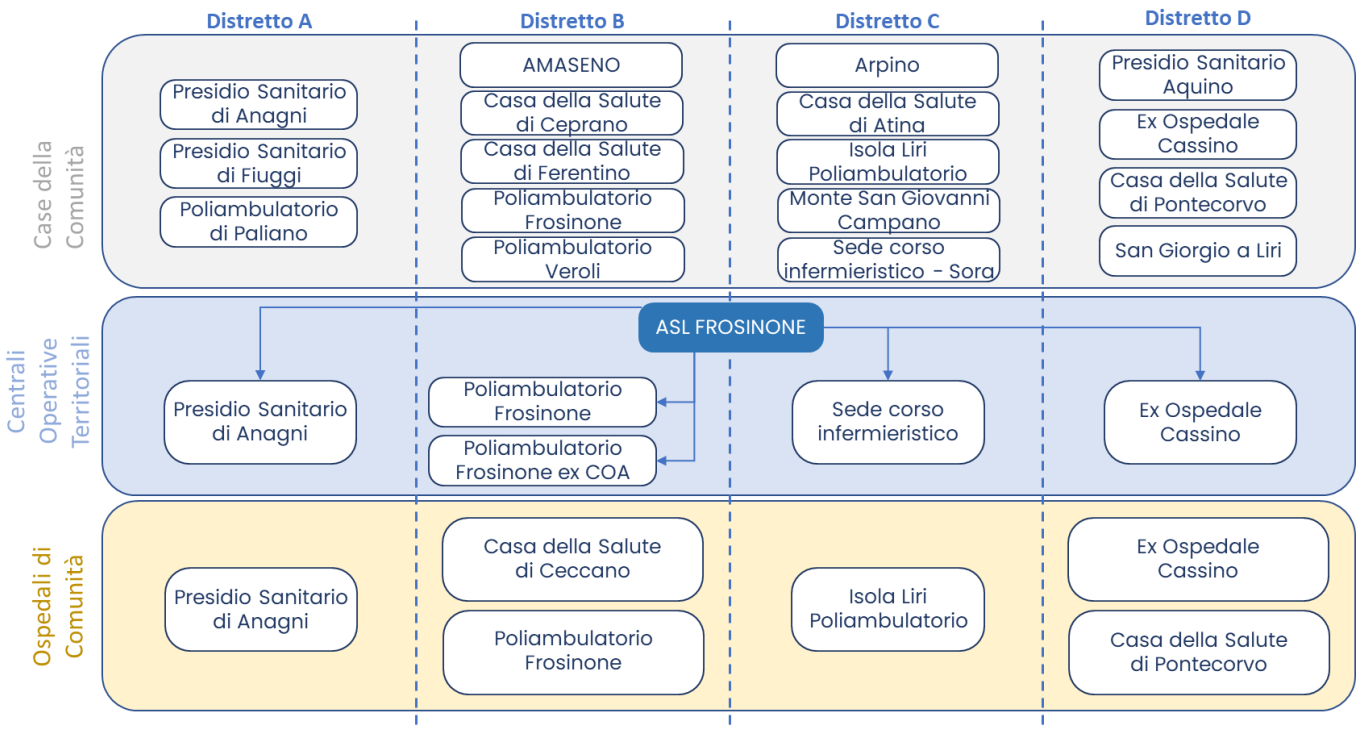 Distretto A
Distretto B
Distretto C
Distretto D
Case della
Comunità
Presidio Sanitario
di Anagni
Presidio Sanitario
di Fiuggi
Poliambulatorio
di Paliano
AMASENO
Casa della Salute
di Ceprano
Casa della Salute
di Ferentino
Poliambulatorio
Frosinone
Poliambulatorio
Veroli
Arpino
Casa della Salute
di Atina
Isola Liri
Poliambulatorio
Monte San Giovanni
Campano
Sede corso
infermieristico - Sora
Presidio Sanitario
Aquino
Ex Ospedale
Cassino
Casa della Salute
di Pontecorvo
San Giorgio a Liri
Centrali
Operative
Territoriali
ASL FROSINONE
Presidio Sanitario
di Anagni
Poliambulatorio
Frosinone
Poliambulatorio
Frosinone ex COA
Sede corso
infermieristico
Ex Ospedale
Cassino
Ospedali di
Comunità
Presidio Sanitario
di Anagni
Casa della Salute
di Ceccano
Poliambulatorio
Frosinone
Isola Liri
Poliambulatorio
Ex Ospedale
Cassino
Casa della Salute
di Pontecorvo